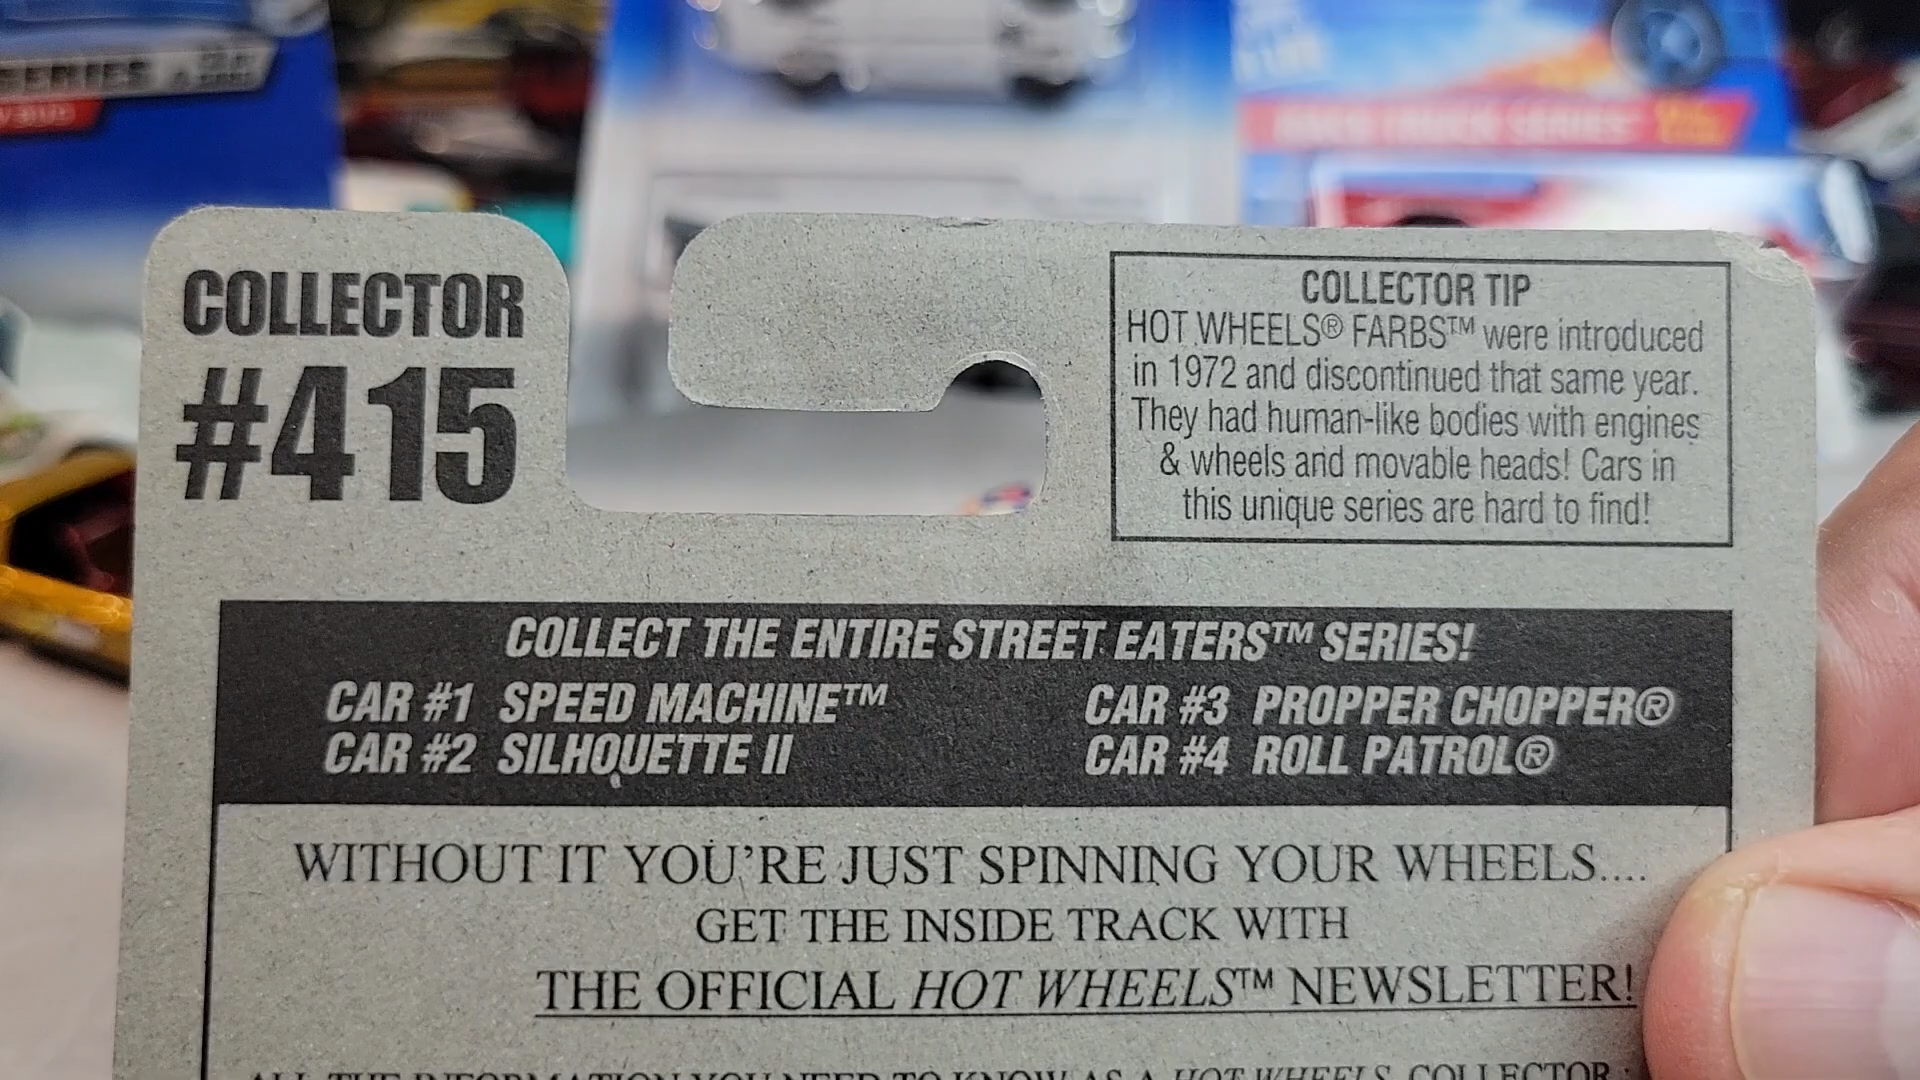 SERIES
COLLECTOR
#415
COLLECTOR TIP
HOT WHEELS® FARBS™ were introduced
in 1972 and discontinued that same year.
They had human-like bodies with engines
& wheels and movable heads! Cars in
this unique series are hard to find!
COLLECT THE ENTIRE STREET EATERS™ SERIES!
CAR #1 SPEED MACHINE™
CAR #2 SILHOUETTE II
CAR #3 PROPPER CHOPPER®
CAR #4 ROLL PATROL®
WITHOUT IT YOU'RE JUST SPINNING YOUR WHEELS....
GET THE INSIDE TRACK WITH
THE OFFICIAL HOT WHEELS™ NEWSLETTER!
ALL THE INFORMATION YOU NEED TO KNOW AS A HOT WHEELS COLLECTOR